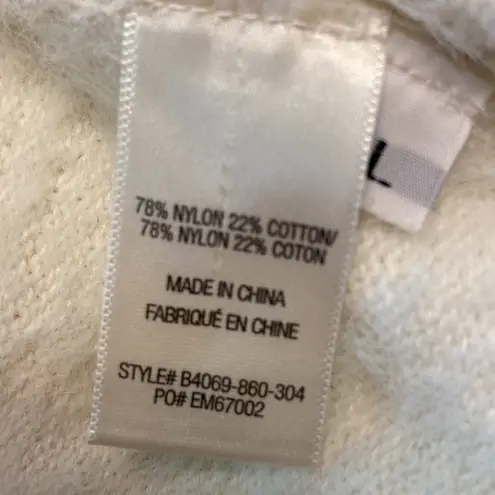 78% NYLON 22% COTTON/
78% NYLON 22% COTON
MADE IN CHINA
FABRIQUÉ EN CHINE
STYLE# B4069-860-304
PO# EM67002
L